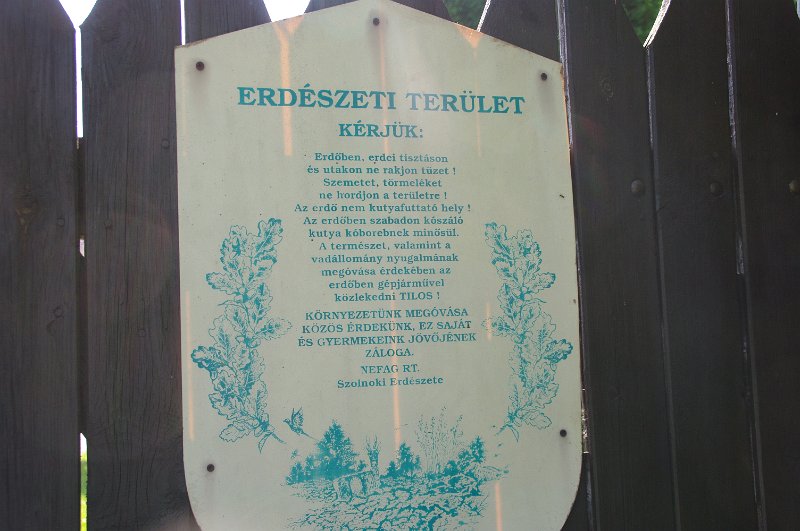 ERDÉSZETI TERÜLET
KÉRJÜK:
Erdőben, erdei tisztáson
és utakon ne rakjon tüzet !
Szemetet, törmeléket
ne hordjon a területre !
Az erdő nem kutyafuttató hely !
Az erdőben szabadon kószáló
kutya kóborebnek minősül.
A természet, valamint a
vadállomány nyugalmának
megóvása érdekében az
erdőben gépjárművel
közlekedni TILOS !
KÖRNYEZETÜNK MEGÓVÁSA
KÖZÖS ÉRDEKÜNK, EZ SAJÁT
ÉS GYERMEKEINK JÖVŐJÉNEK
ZÁLOGA.
NEFAG RT.
Szolnoki Erdészete